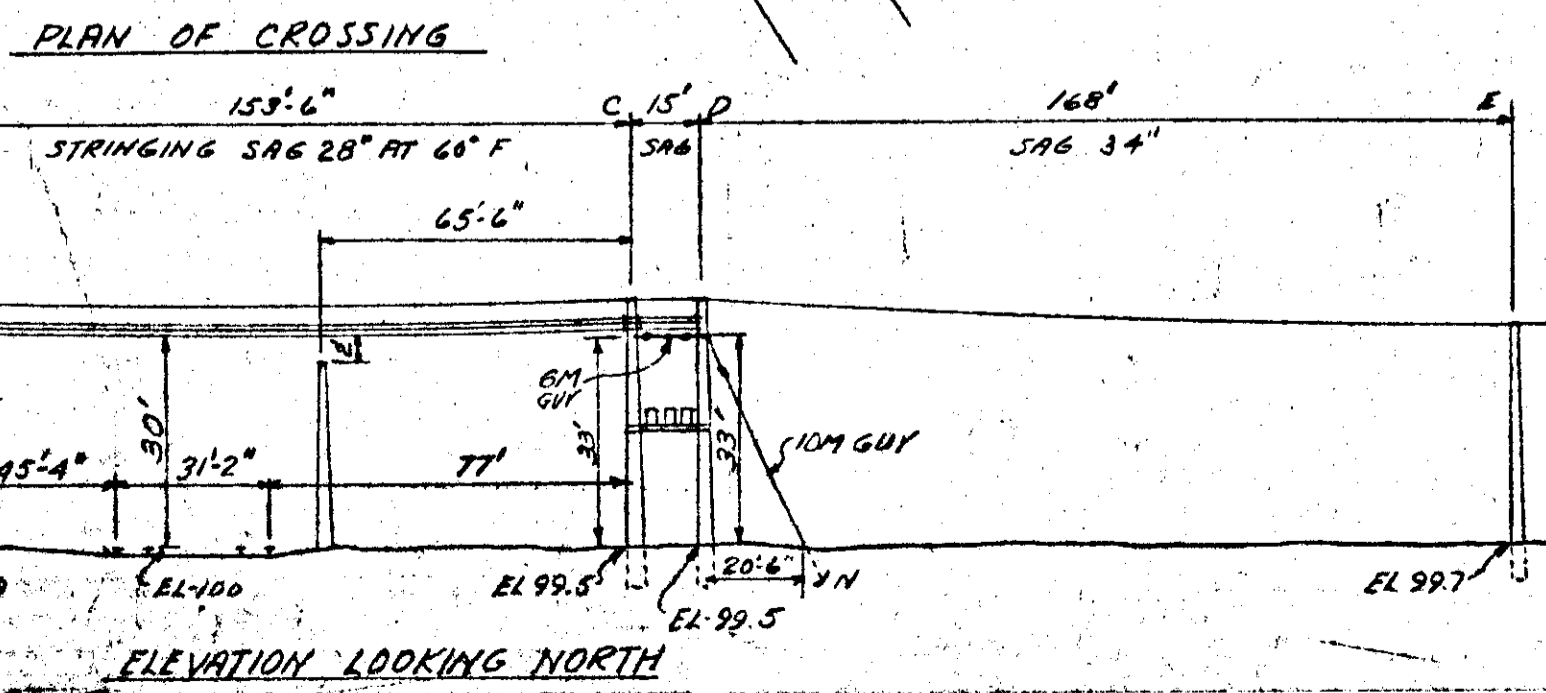 PLAN OF CROSSING
153'-6"
C
15'
D
168'
E
STRINGING SAG 28" AT 60° F
SAG
SAG 34"
65'-6"
2'
6M
GUY
30'
33'
33'
10M GUY
45'-4"
31'-2"
77'
20'-6"
N
EL-100
EL 99.5
EL-99.5
EL 99.7
ELEVATION LOOKING NORTH